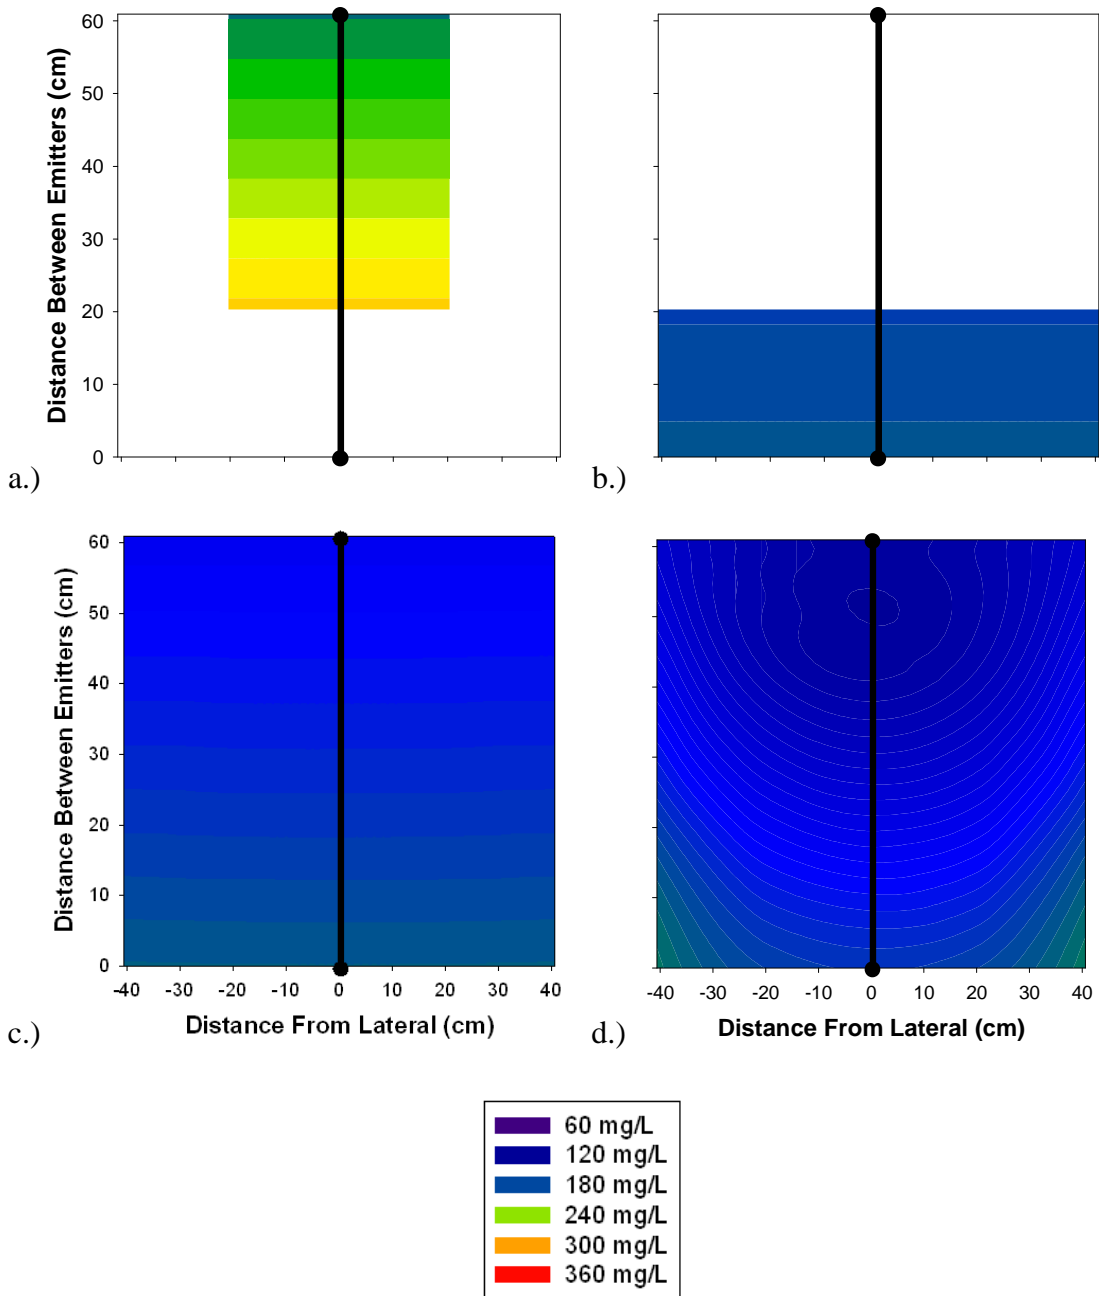 Distance Between Emitters (cm)
60
50
40
30
20
10
0
a.)
b.)
Distance Between Emitters (cm)
60
50
40
30
20
10
0
-40 -30 -20 -10 0 10 20 30 40
Distance From Lateral (cm)
c.)
-40 -30 -20 -10 0 10 20 30 40
Distance From Lateral (cm)
d.)
60 mg/L
120 mg/L
180 mg/L
240 mg/L
300 mg/L
360 mg/L